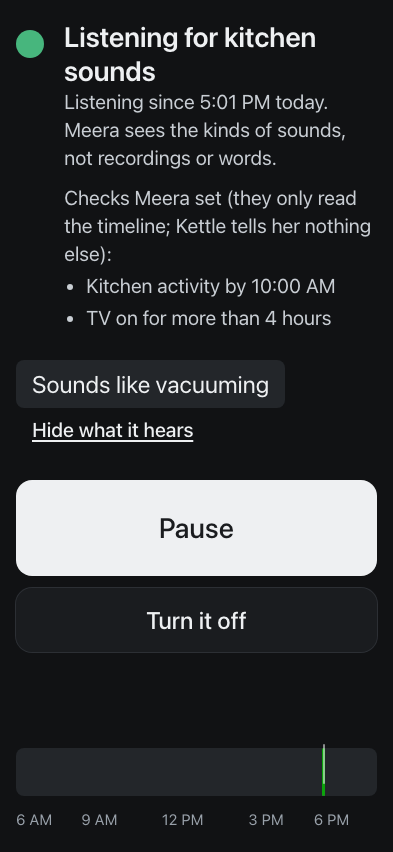 Listening for kitchen
sounds
Listening since 5:01 PM today.
Meera sees the kinds of sounds,
not recordings or words.
Checks Meera set (they only read
the timeline; Kettle tells her nothing
else):
• Kitchen activity by 10:00 AM
• TV on for more than 4 hours
Sounds like vacuuming
Hide what it hears
Pause
Turn it off
6 AM 9 AM 12 PM 3 PM 6 PM